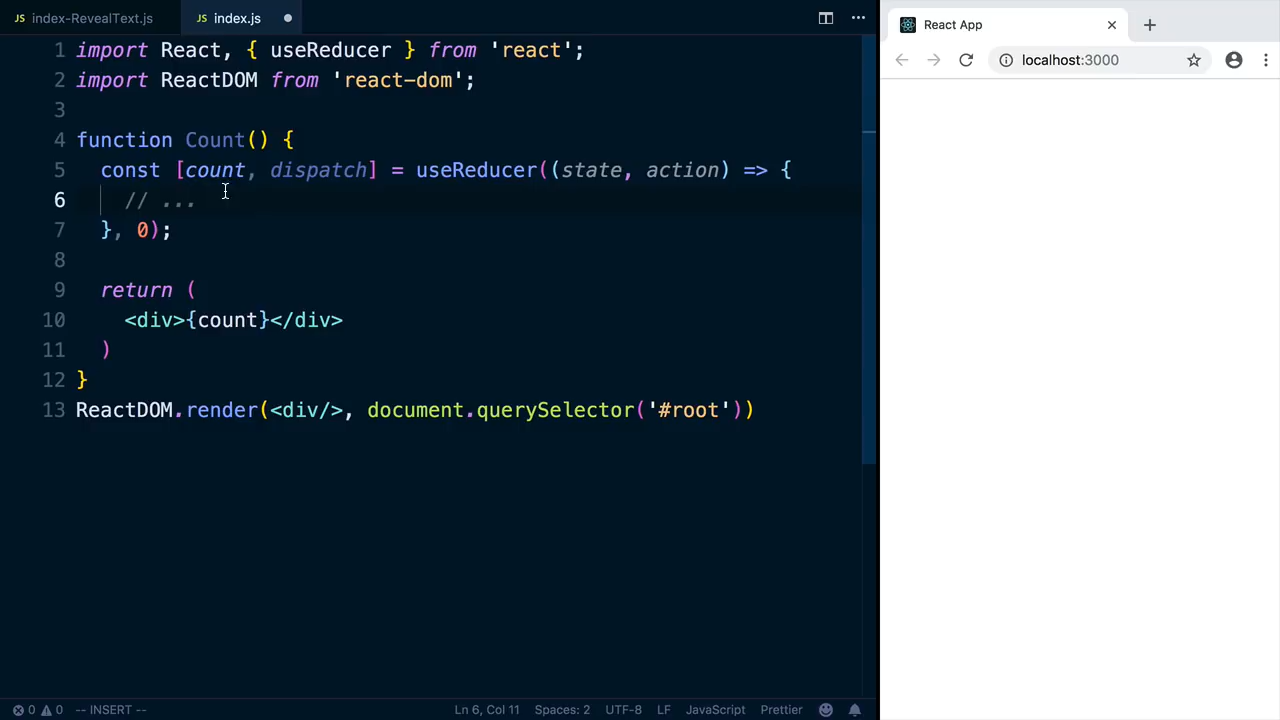 JS index-RevealText.js
JS index.js
React App
localhost:3000
1 import React, { useReducer } from 'react';
2 import ReactDOM from 'react-dom';
3
4 function Count() {
5 const [count, dispatch] = useReducer((state, action) => {
6 // ...
7 }, 0);
8
9 return (
10 <div>{count}</div>
11 )
12 }
13 ReactDOM.render(<div/>, document.querySelector('#root'))
0 0 -- INSERT -- Ln 6, Col 11 Spaces: 2 UTF-8 LF JavaScript Prettier